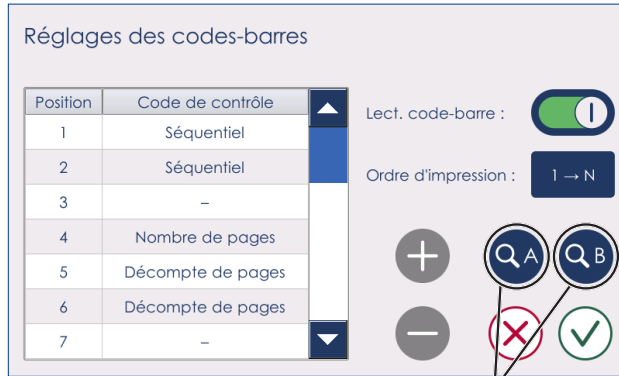 Réglages des codes-barres
Position Code de contrôle
1 Séquentiel
2 Séquentiel
3 –
4 Nombre de pages
5 Décompte de pages
6 Décompte de pages
7 –
Lect. code-barre :
Ordre d'impression : 1 → N
A B